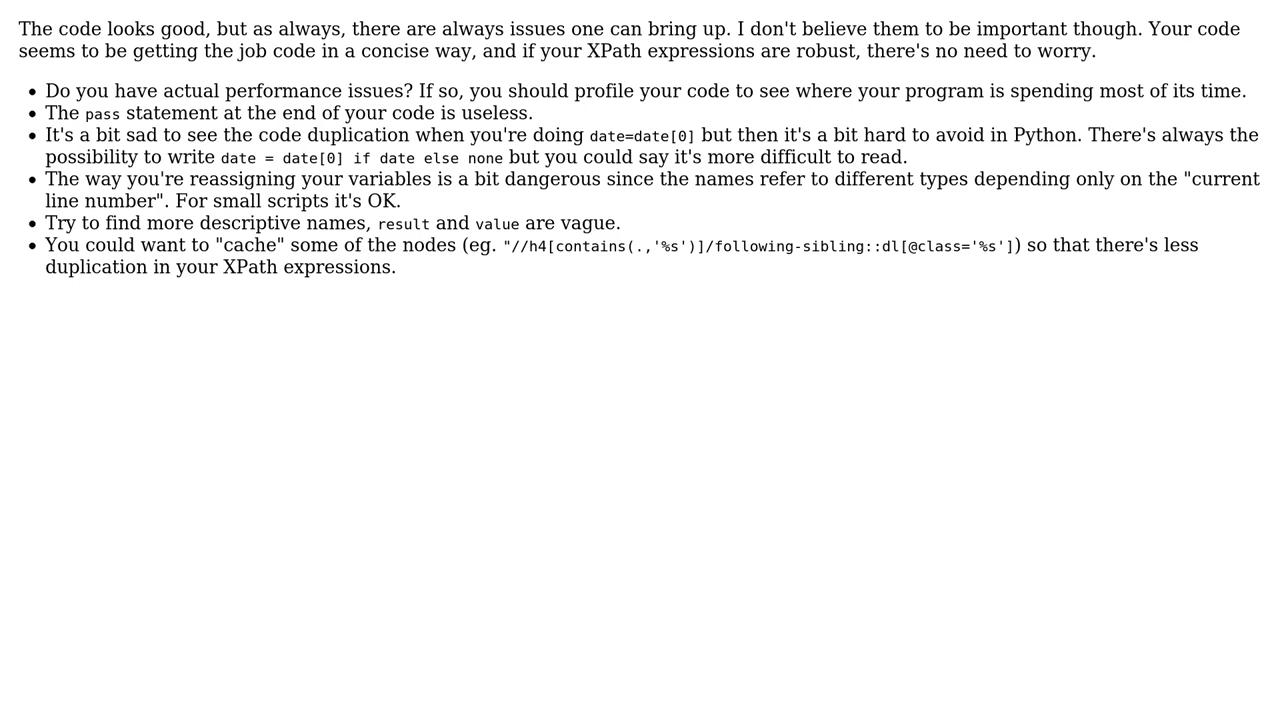 The code looks good, but as always, there are always issues one can bring up. I don't believe them to be important though. Your code
seems to be getting the job code in a concise way, and if your XPath expressions are robust, there's no need to worry.
• Do you have actual performance issues? If so, you should profile your code to see where your program is spending most of its time.
• The pass statement at the end of your code is useless.
• It's a bit sad to see the code duplication when you're doing date=date[0] but then it's a bit hard to avoid in Python. There's always the
possibility to write date = date[0] if date else none but you could say it's more difficult to read.
• The way you're reassigning your variables is a bit dangerous since the names refer to different types depending only on the "current
line number". For small scripts it's OK.
• Try to find more descriptive names, result and value are vague.
• You could want to "cache" some of the nodes (eg. "//h4[contains(.,'%s')]/following-sibling::dl[@class='%s']) so that there's less
duplication in your XPath expressions.